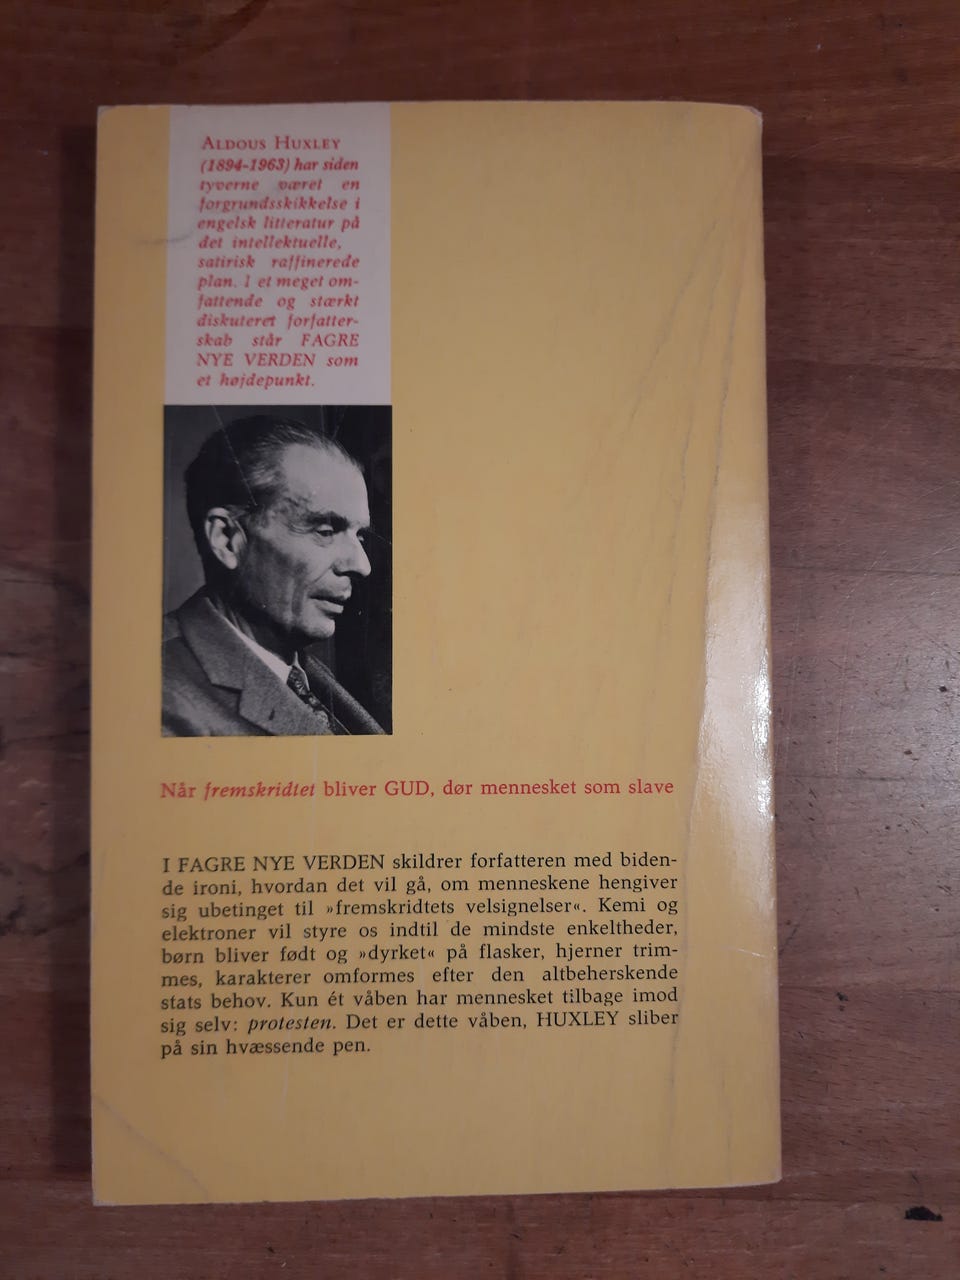 ALDOUS HUXLEY
(1894-1963) har siden
tyverne været en
forgrundsskikkelse i
engelsk litteratur på
det intellektuelle,
satirisk raffinerede
plan. I et meget om-
fattende og stærkt
diskuteret forfatter-
skab står FAGRE
NYE VERDEN som
et højdepunkt.
Når fremskridtet bliver GUD, dør mennesket som slave
I FAGRE NYE VERDEN skildrer forfatteren med biden-
de ironi, hvordan det vil gå, om menneskene hengiver
sig ubetinget til »fremskridtets velsignelser«. Kemi og
elektroner vil styre os indtil de mindste enkeltheder,
børn bliver født og »dyrket« på flasker, hjerner trim-
mes, karakterer omformes efter den altbeherskende
stats behov. Kun ét våben har mennesket tilbage imod
sig selv: protesten. Det er dette våben, HUXLEY sliber
på sin hvæssende pen.